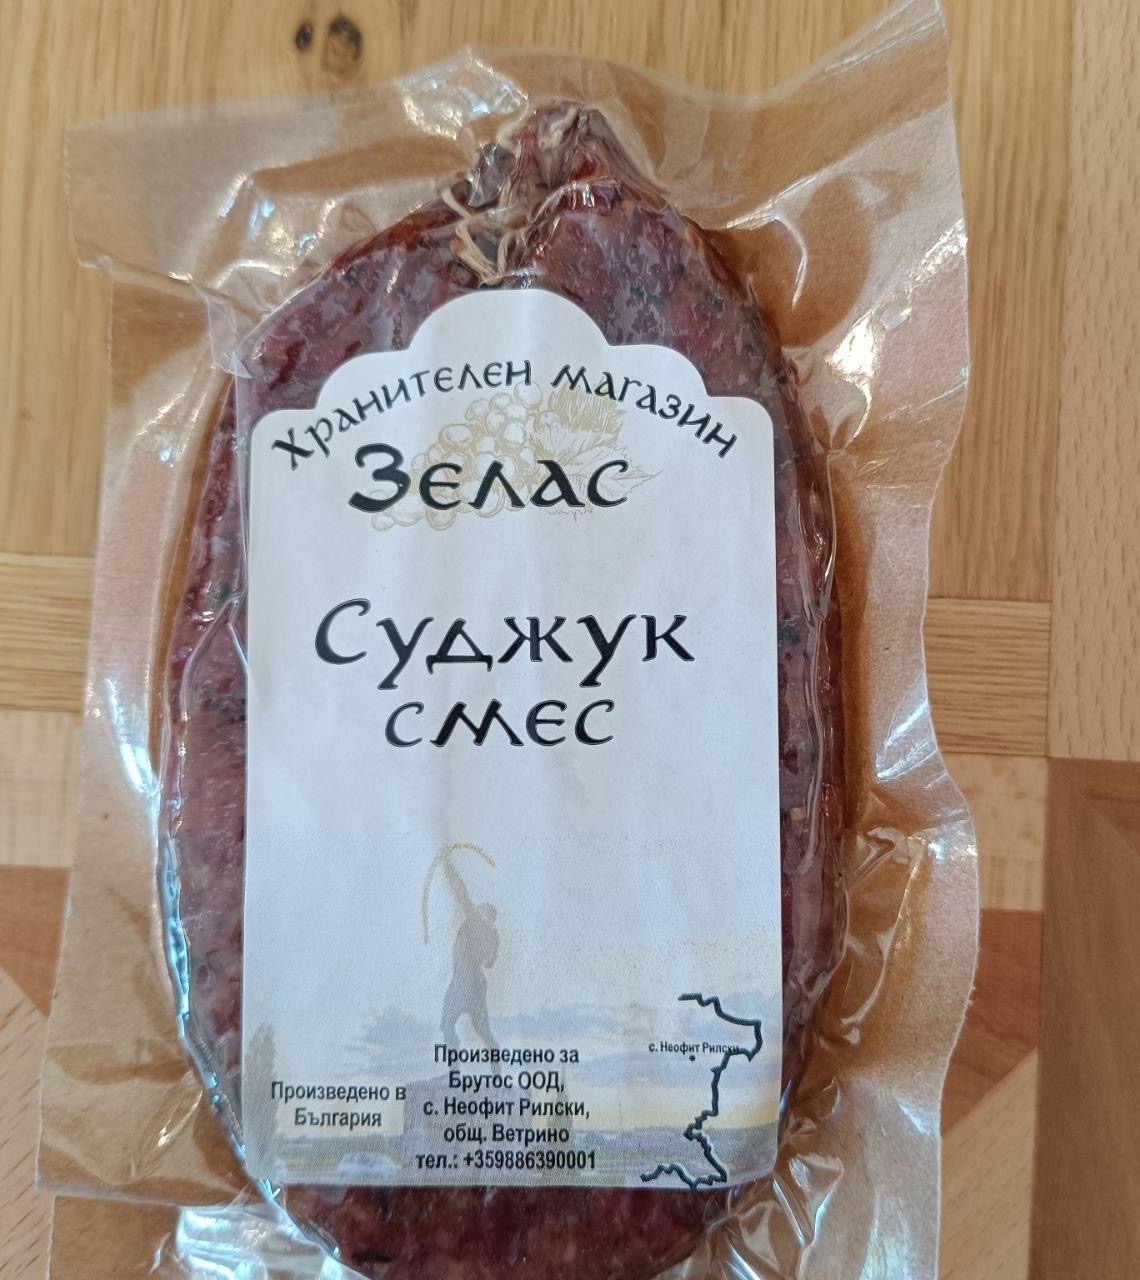 Хранителен магазин
Зелас
Суджук
смес
с. Неофит Рилски
Произведено в
България
Произведено за
Брутос ООД,
с. Неофит Рилски,
общ. Ветрино
тел.: +359886390001